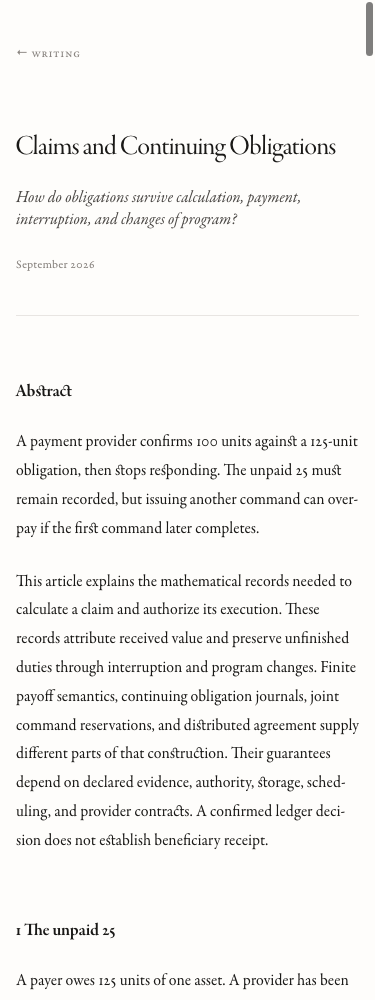 ← WRITING
Claims and Continuing Obligations
How do obligations survive calculation, payment,
interruption, and changes of program?
September 2026
Abstract
A payment provider confirms 100 units against a 125-unit
obligation, then stops responding. The unpaid 25 must
remain recorded, but issuing another command can over-
pay if the first command later completes.
This article explains the mathematical records needed to
calculate a claim and authorize its execution. These
records attribute received value and preserve unfinished
duties through interruption and program changes. Finite
payoff semantics, continuing obligation journals, joint
command reservations, and distributed agreement supply
different parts of that construction. Their guarantees
depend on declared evidence, authority, storage, sched-
uling, and provider contracts. A confirmed ledger deci-
sion does not establish beneficiary receipt.
1 The unpaid 25
A payer owes 125 units of one asset. A provider has been